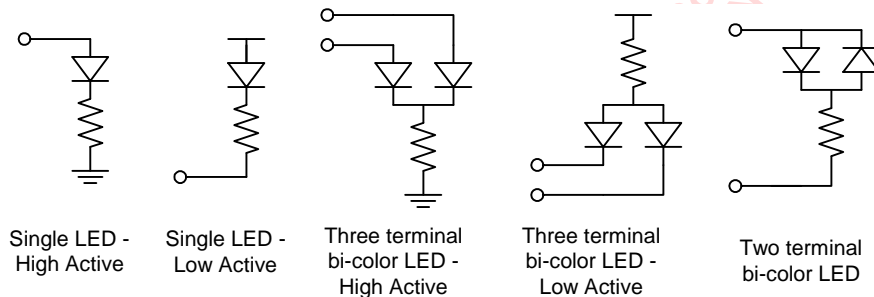 Single LED -
High Active
Single LED -
Low Active
Three terminal
bi-color LED -
High Active
Three terminal
bi-color LED -
Low Active
Two terminal
bi-color LED